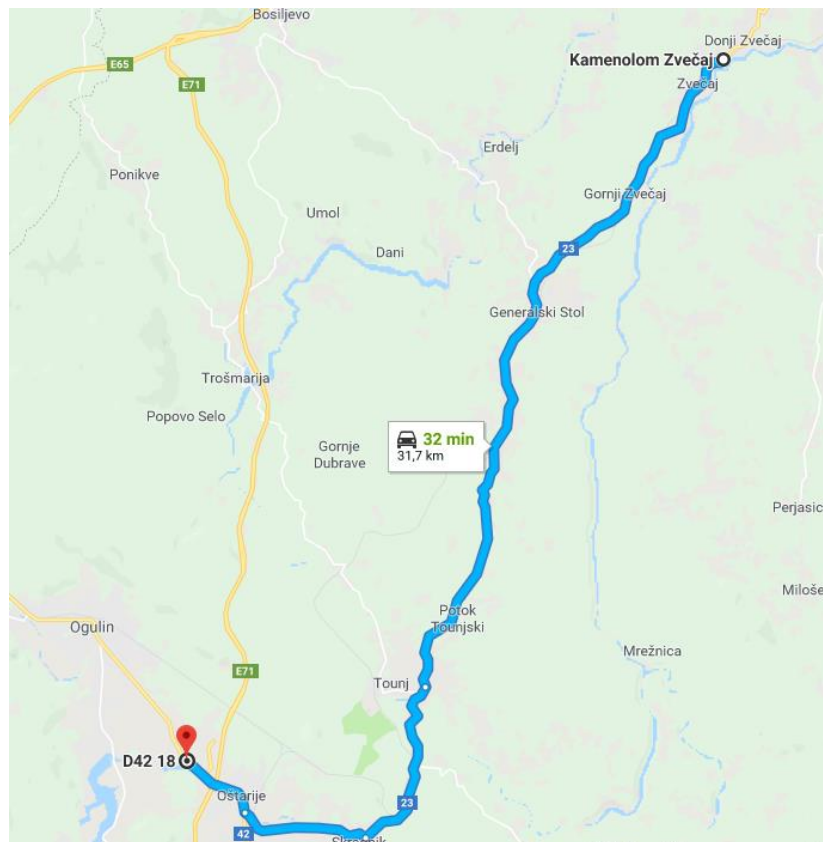 Bosiljevo
Donji Zvečaj
Kamenolom Zvečaj
E65
E71
Zvečaj
Erdelj
Ponikve
Gornji Zvečaj
Umol
23
Dani
Generalski Stol
Trošmarija
Popovo Selo
32 min
31,7 km
Gornje
Dubrave
Perjasic
Miloše
Potok
Tounjski
Ogulin
Mrežnica
E71
Tounj
D42 18
Oštarije
23
42
Skradnik